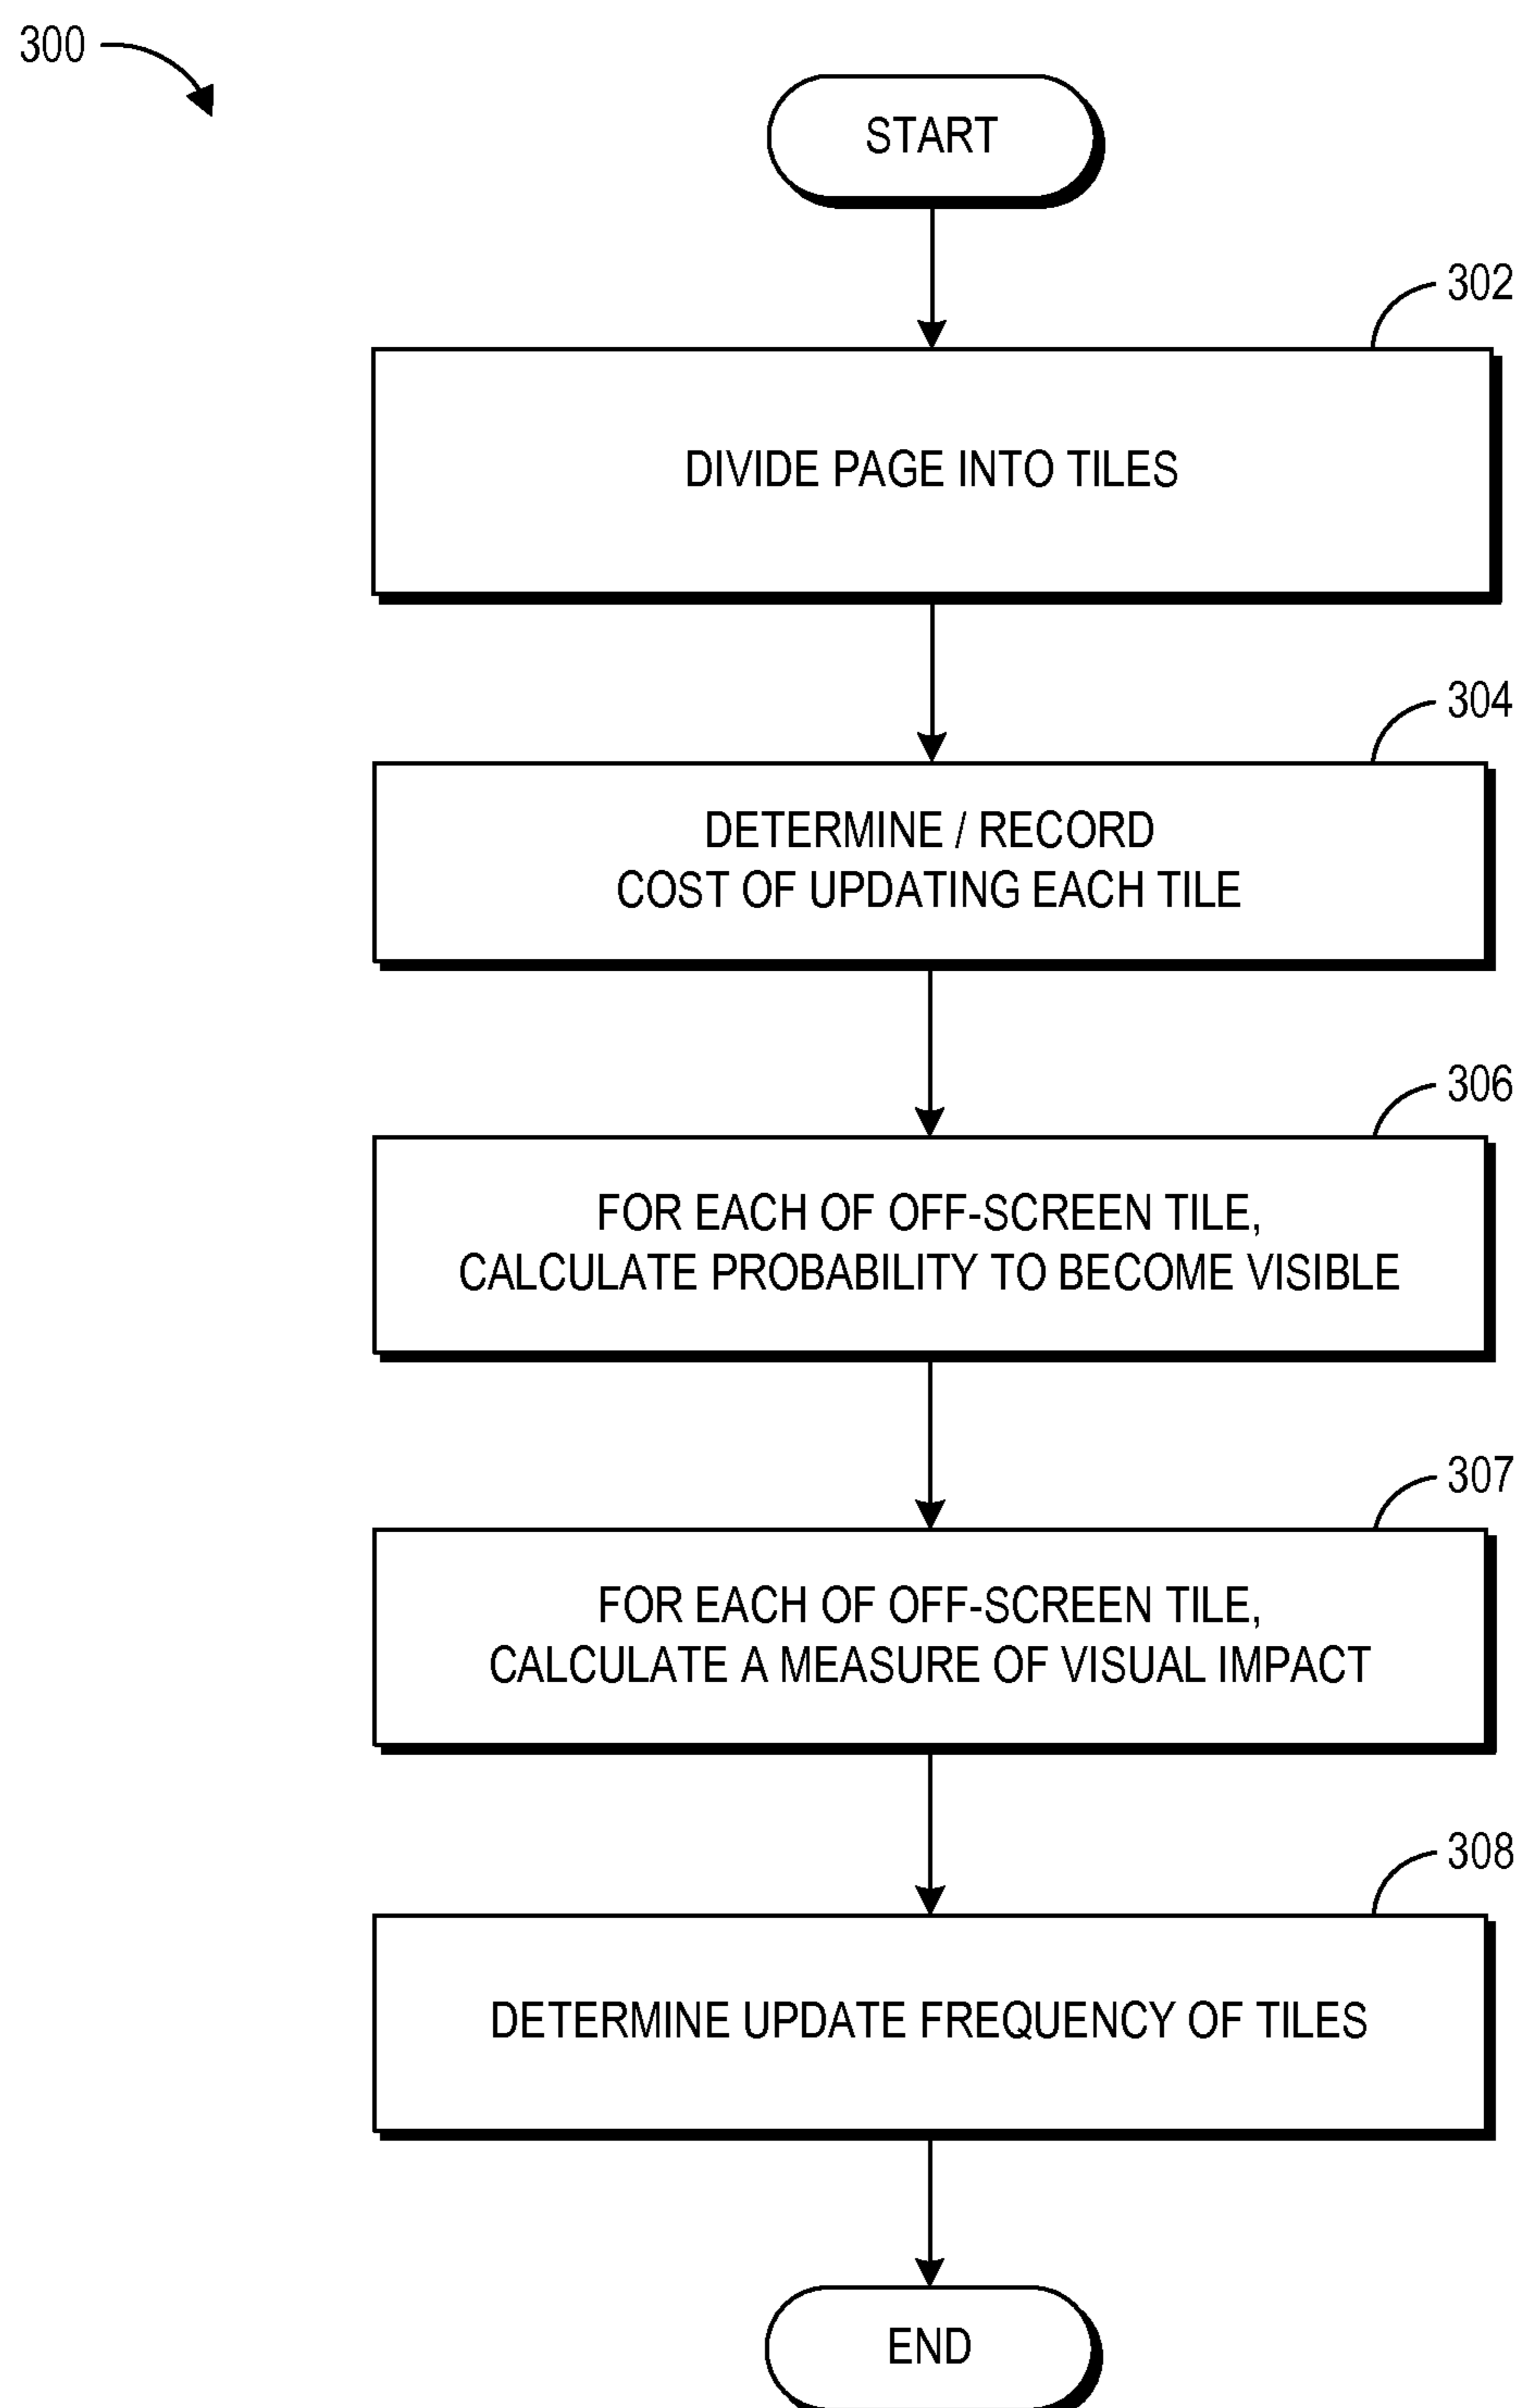 300
START
302
DIVIDE PAGE INTO TILES
304
DETERMINE / RECORD
COST OF UPDATING EACH TILE
306
FOR EACH OF OFF-SCREEN TILE,
CALCULATE PROBABILITY TO BECOME VISIBLE
307
FOR EACH OF OFF-SCREEN TILE,
CALCULATE A MEASURE OF VISUAL IMPACT
308
DETERMINE UPDATE FREQUENCY OF TILES
END